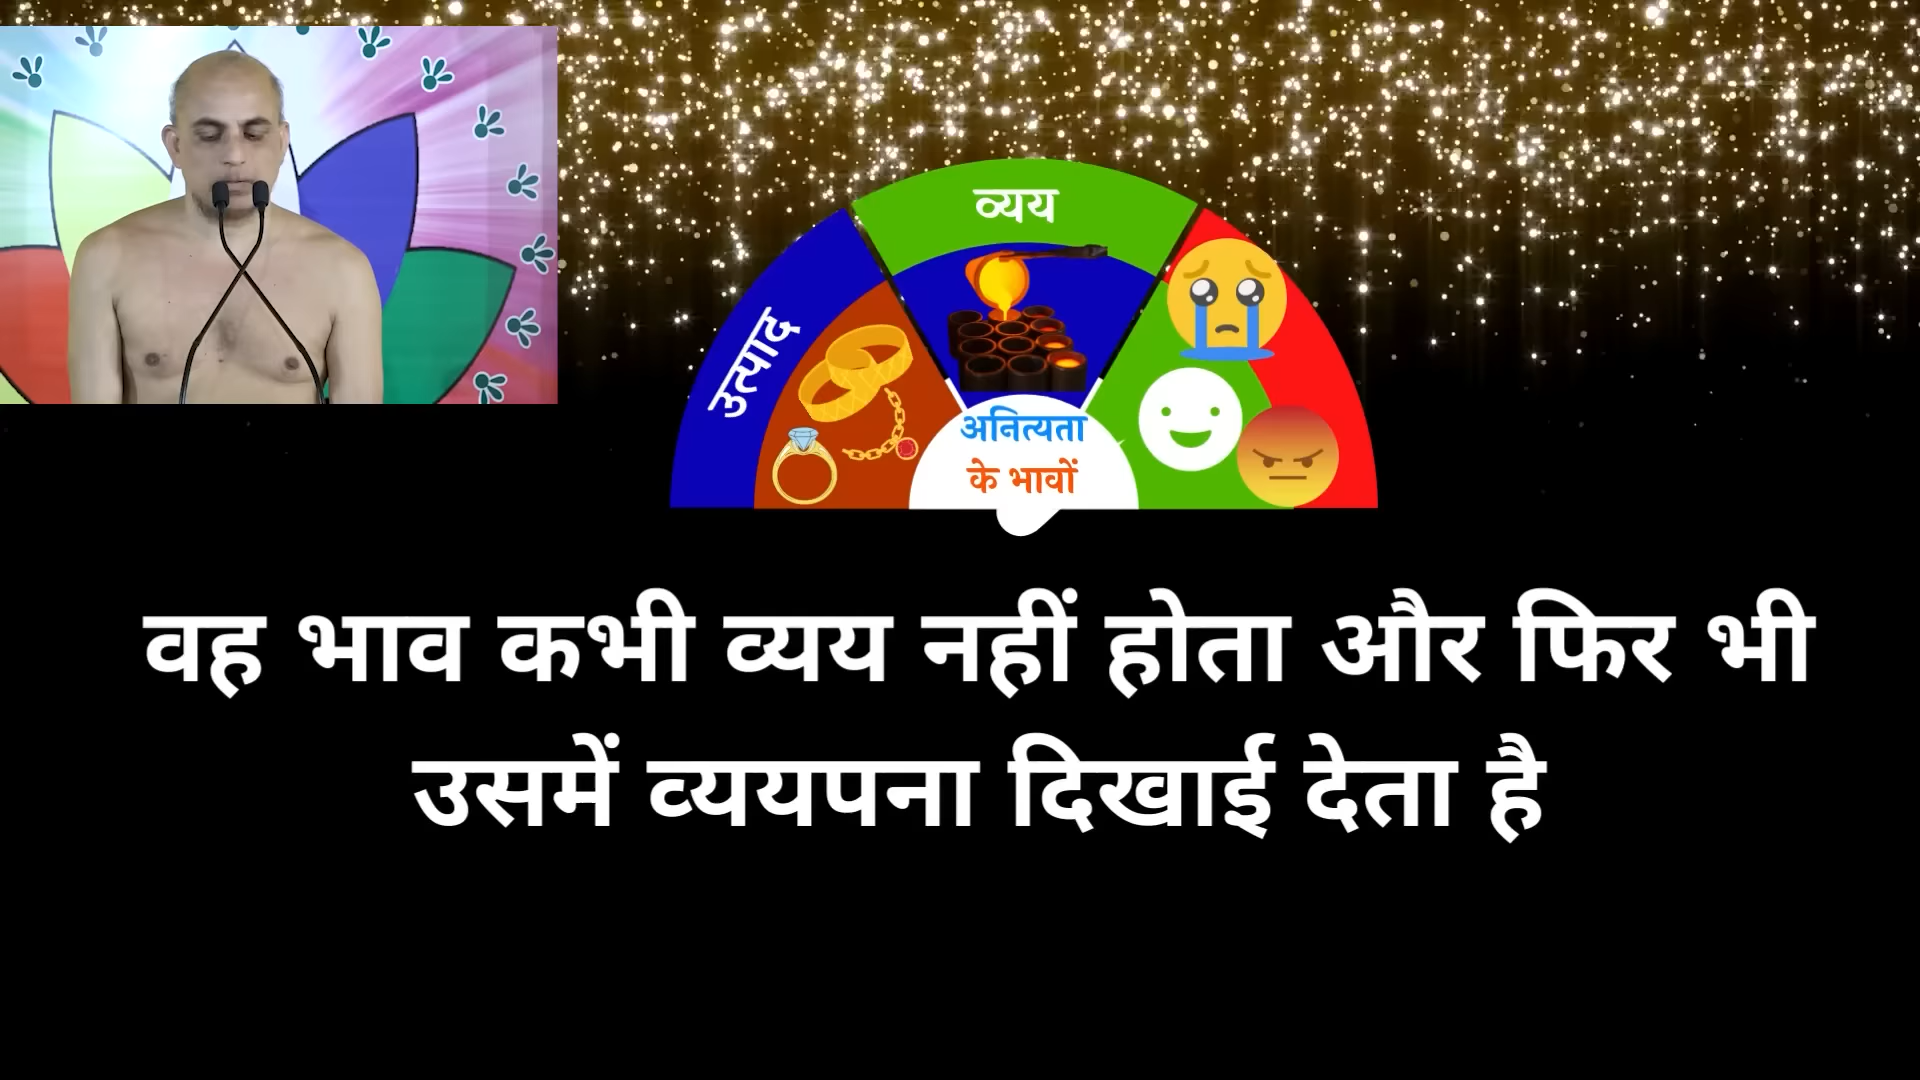 व्यय
उत्पाद
अनित्यता
के भावों
वह भाव कभी व्यय नहीं होता और फिर भी
उसमें व्ययपना दिखाई देता है